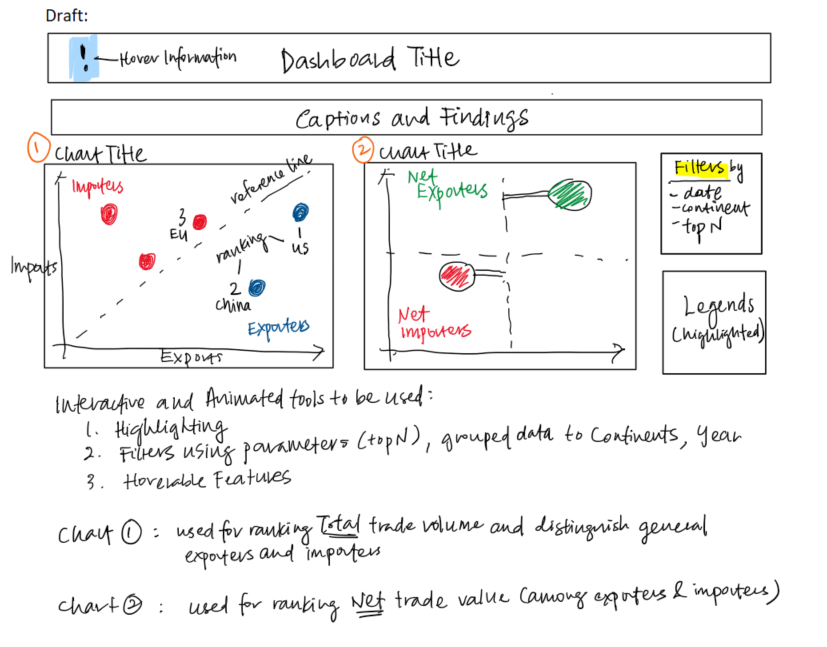 Draft:
! ← Hover Information
Dashboard Title
Captions and Findings
1 Chart Title
Importers
reference line
3
EU
ranking
1
US
2
China
Imports
Exporters
Exports
2 Chart Title
Net
Exporters
Net
importers
Filters by
- date
- continent
- top N
Legends
(highlighted)
Interactive and Animated tools to be used:
1. Highlighting
2. Filters using parameters (top N), grouped data to Continents, Year
3. Hoverable Features
Chart ①: used for ranking Total trade volume and distinguish general
exporters and importers
Chart ②: used for ranking Net trade value (among exporters & importers)